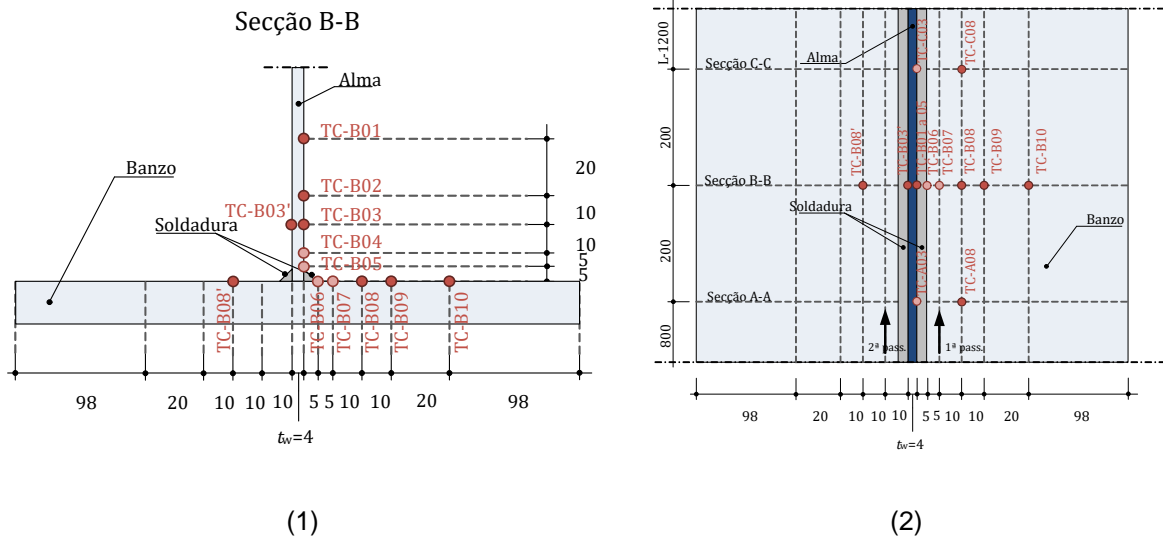 Secção B-B
Alma
TC-B01
Banzo
TC-B02
20
TC-B03'
TC-B03
10
Soldadura
TC-B04
10
TC-B05
5
5
TC-B08'
TC-B06
TC-B07
TC-B08
TC-B09
TC-B10
98
20
10
10
10
5
5
10
10
20
98
tw=4
(1)
L-1200
Alma
TC-C03
TC-C08
Secção C-C
200
TC-B08'
TC-B03'
TC-B01 a 05
TC-B06
TC-B07
TC-B08
TC-B09
TC-B10
Secção B-B
Soldadura
Banzo
200
TC-A03
TC-A08
Secção A-A
800
2ª pass.
1ª pass.
98
20
10
10
10
5
5
10
10
20
98
tw=4
(2)